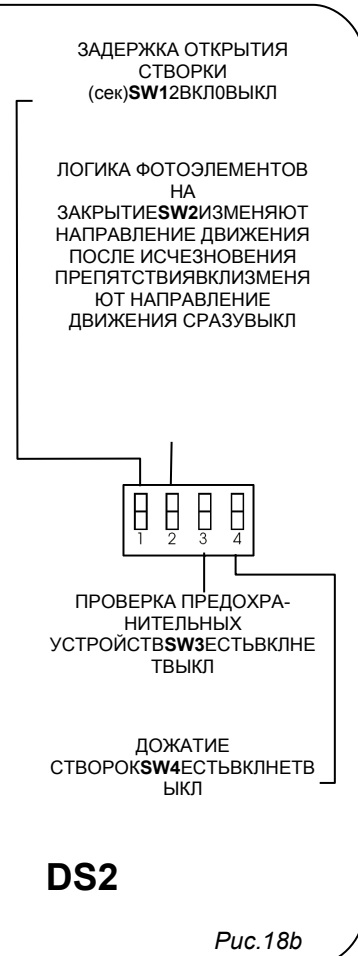 ЗАДЕРЖКА ОТКРЫТИЯ
СТВОРКИ
(сек)SW12ВКЛ0ВЫКЛ
ЛОГИКА ФОТОЭЛЕМЕНТОВ
НА
ЗАКРЫТИЕSW2ИЗМЕНЯЮТ
НАПРАВЛЕНИЕ ДВИЖЕНИЯ
ПОСЛЕ ИСЧЕЗНОВЕНИЯ
ПРЕПЯТСТВИЯВКЛИЗМЕНЯ
ЮТ НАПРАВЛЕНИЕ
ДВИЖЕНИЯ СРАЗУВЫКЛ
1 2 3 4
ПРОВЕРКА ПРЕДОХРА-
НИТЕЛЬНЫХ
УСТРОЙСТВSW3ЕСТЬВКЛНЕ
ТВЫКЛ
ДОЖАТИЕ
СТВОРОКSW4ЕСТЬВКЛНЕТВ
ЫКЛ
DS2
Рис.18b